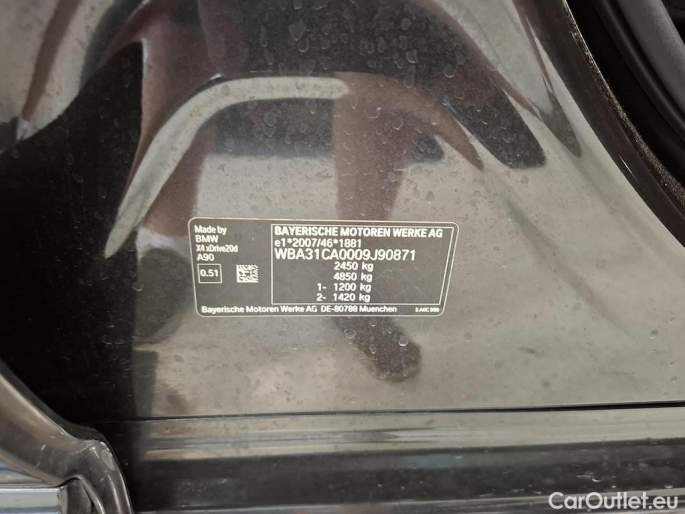 Made by
BMW
X4 xDrive20d
A90
0.51
BAYERISCHE MOTOREN WERKE AG
e1*2007/46*1881
WBA31CA0009J90871
2450 kg
4850 kg
1- 1200 kg
2- 1420 kg
Bayerische Motoren Werke AG DE-80788 Muenchen
CarOutlet.eu